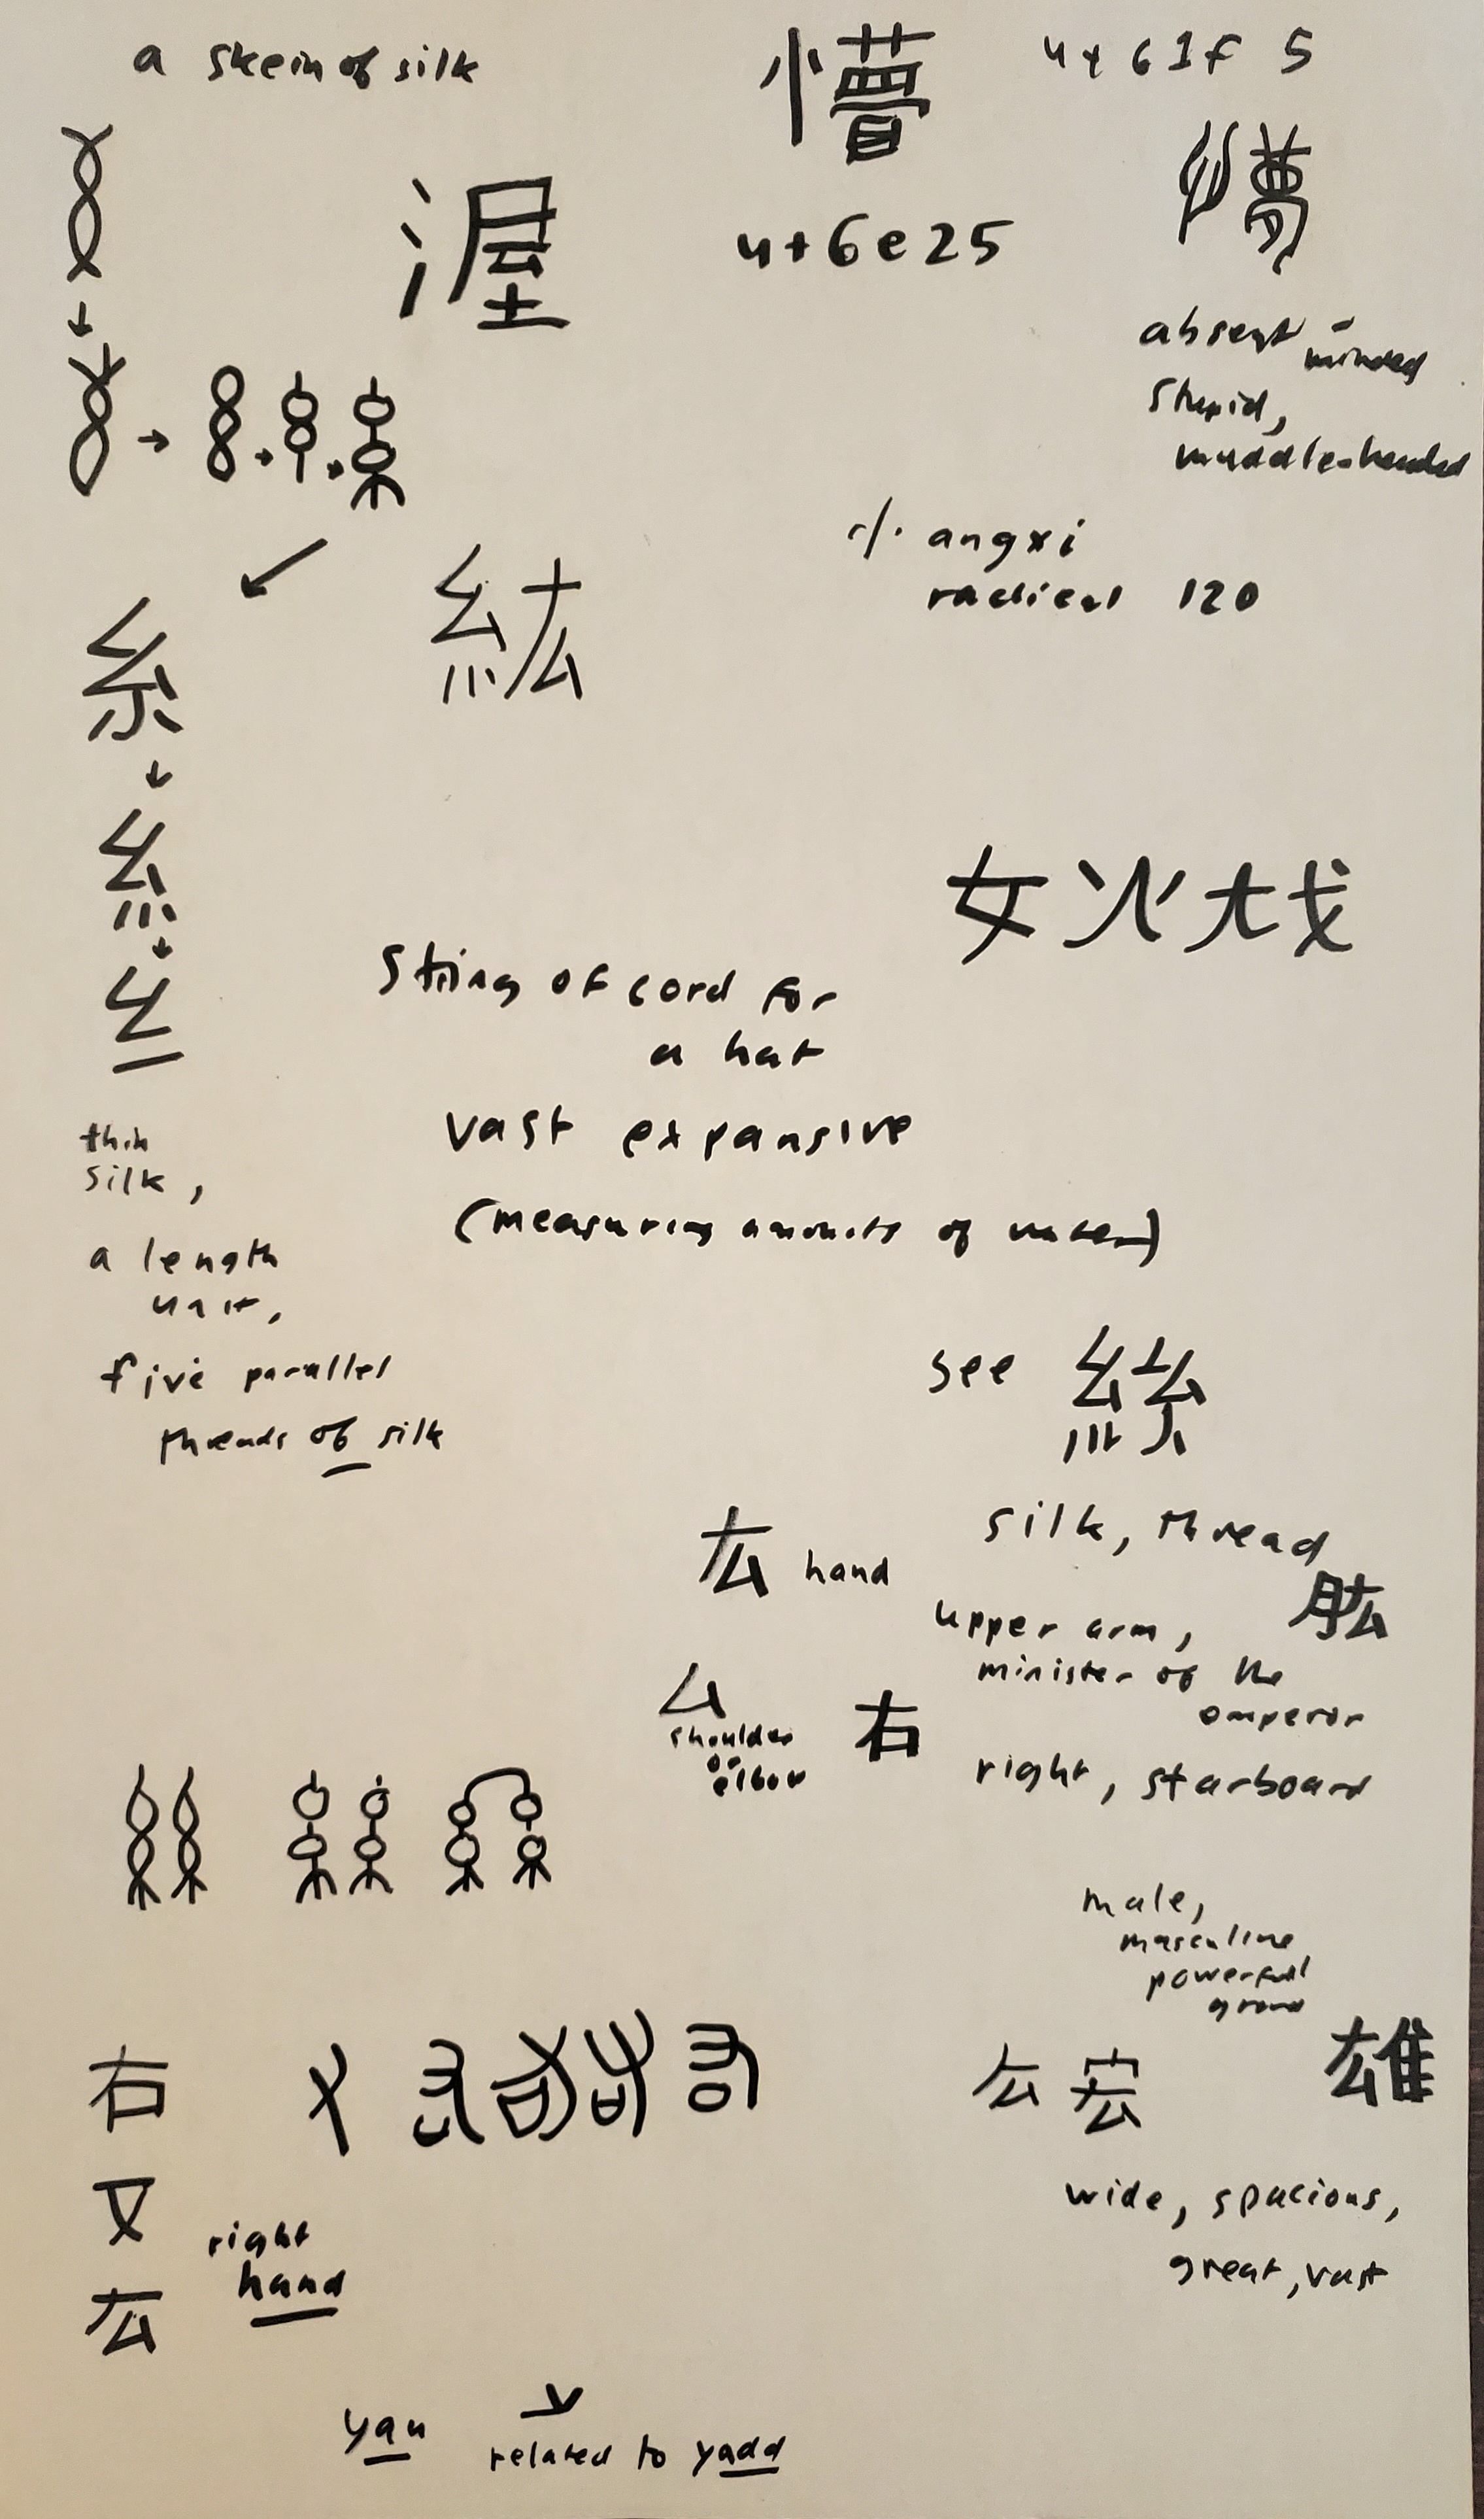 a skein of silk
懵 u+61f5
渥 u+6e25
absent-minded
stupid,
muddle-headed
angxi
radical 120
糸
紘
糹
纟
女 火 犬 戈
string of cord for
a hat
vast expansive
(measuring amounts of water)
thin
silk,
a length
unit,
five parallel
threads of silk
see 絲
silk, thread
厷 hand
肱
upper arm,
minister of the
emperor
厶
shoulder
or
elbow
右
right, starboard
male,
masculine,
powerful
grand
右
厷 宏
雄
又
right
hand
wide, spacious,
great, vast
厷
yau
related to yadd